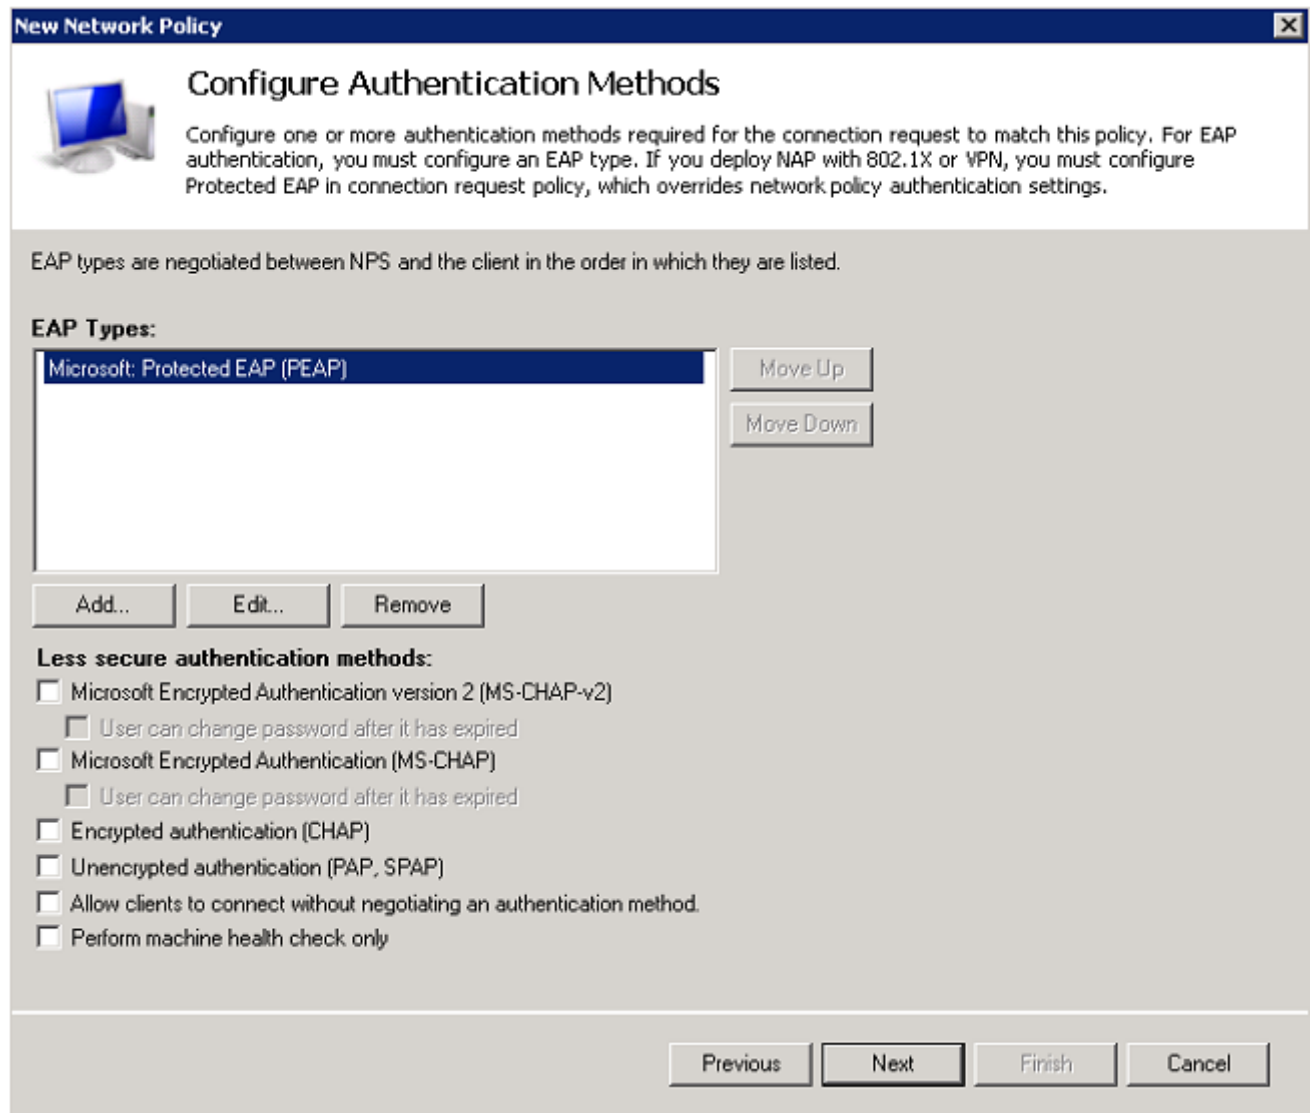 New Network Policy
Configure Authentication Methods
Configure one or more authentication methods required for the connection request to match this policy. For EAP
authentication, you must configure an EAP type. If you deploy NAP with 802.1X or VPN, you must configure
Protected EAP in connection request policy, which overrides network policy authentication settings.
EAP types are negotiated between NPS and the client in the order in which they are listed.
EAP Types:
Microsoft: Protected EAP (PEAP)
Move Up
Move Down
Add...
Edit...
Remove
Less secure authentication methods:
Microsoft Encrypted Authentication version 2 (MS-CHAP-v2)
User can change password after it has expired
Microsoft Encrypted Authentication (MS-CHAP)
User can change password after it has expired
Encrypted authentication (CHAP)
Unencrypted authentication (PAP, SPAP)
Allow clients to connect without negotiating an authentication method.
Perform machine health check only
Previous
Next
Finish
Cancel